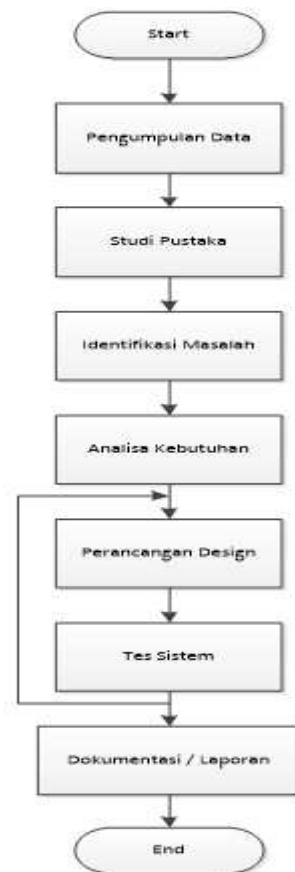 Start
Pengumpulan Data
Studi Pustaka
Identifikasi Masalah
Analisa Kebutuhan
Perancangan Design
Tes Sistem
Dokumentasi / Laporan
End